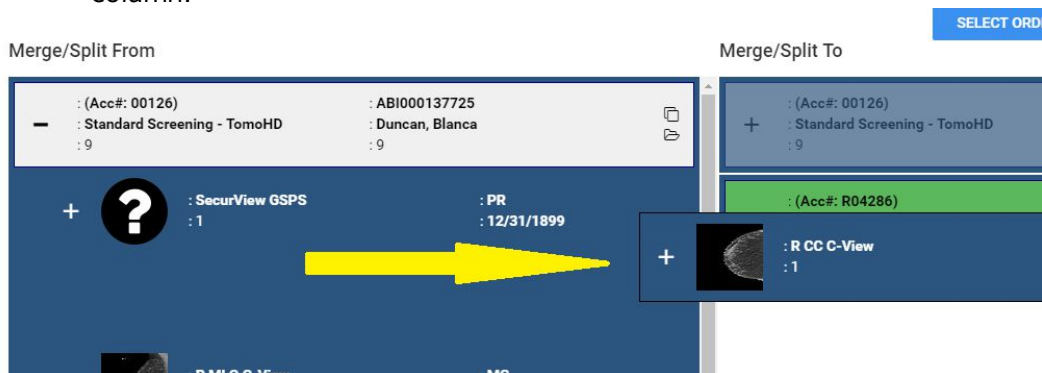 column.
SELECT ORD
Merge/Split From
Merge/Split To
: (Acc#: 00126)
: ABI000137725
: Standard Screening - TomoHD
: Duncan, Blanca
: 9
: 9
: (Acc#: 00126)
: Standard Screening - TomoHD
: 9
: SecurView GSPS
: PR
: 1
: 12/31/1899
: (Acc#: R04286)
: R CC C-View
: 1